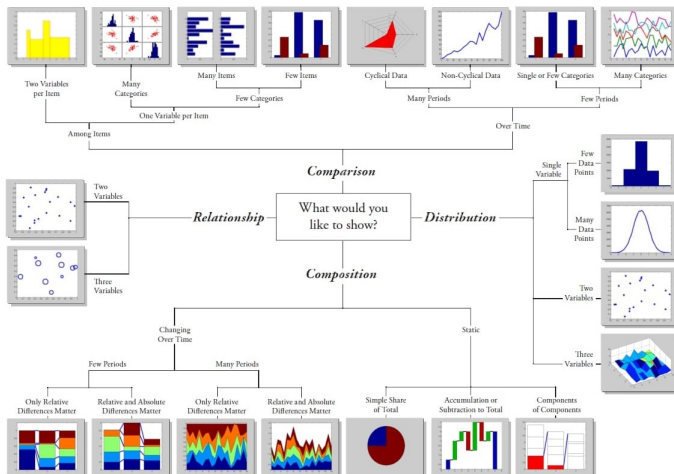 Two Variables
per Item
Many
Categories
Many Items
Few Items
Cyclical Data
Non-Cyclical Data
Single or Few Categories
Many Categories
Few Categories
Many Periods
Few Periods
One Variable per Item
Among Items
Over Time
Comparison
Two
Variables
Relationship
Three
Variables
What would you
like to show?
Distribution
Single
Variable
Few
Data
Points
Many
Data
Points
Two
Variables
Three
Variables
Composition
Changing
Over Time
Static
Few Periods
Many Periods
Only Relative
Differences Matter
Relative and Absolute
Differences Matter
Only Relative
Differences Matter
Relative and Absolute
Differences Matter
Simple Share
of Total
Accumulation or
Subtraction to Total
Components
of Components